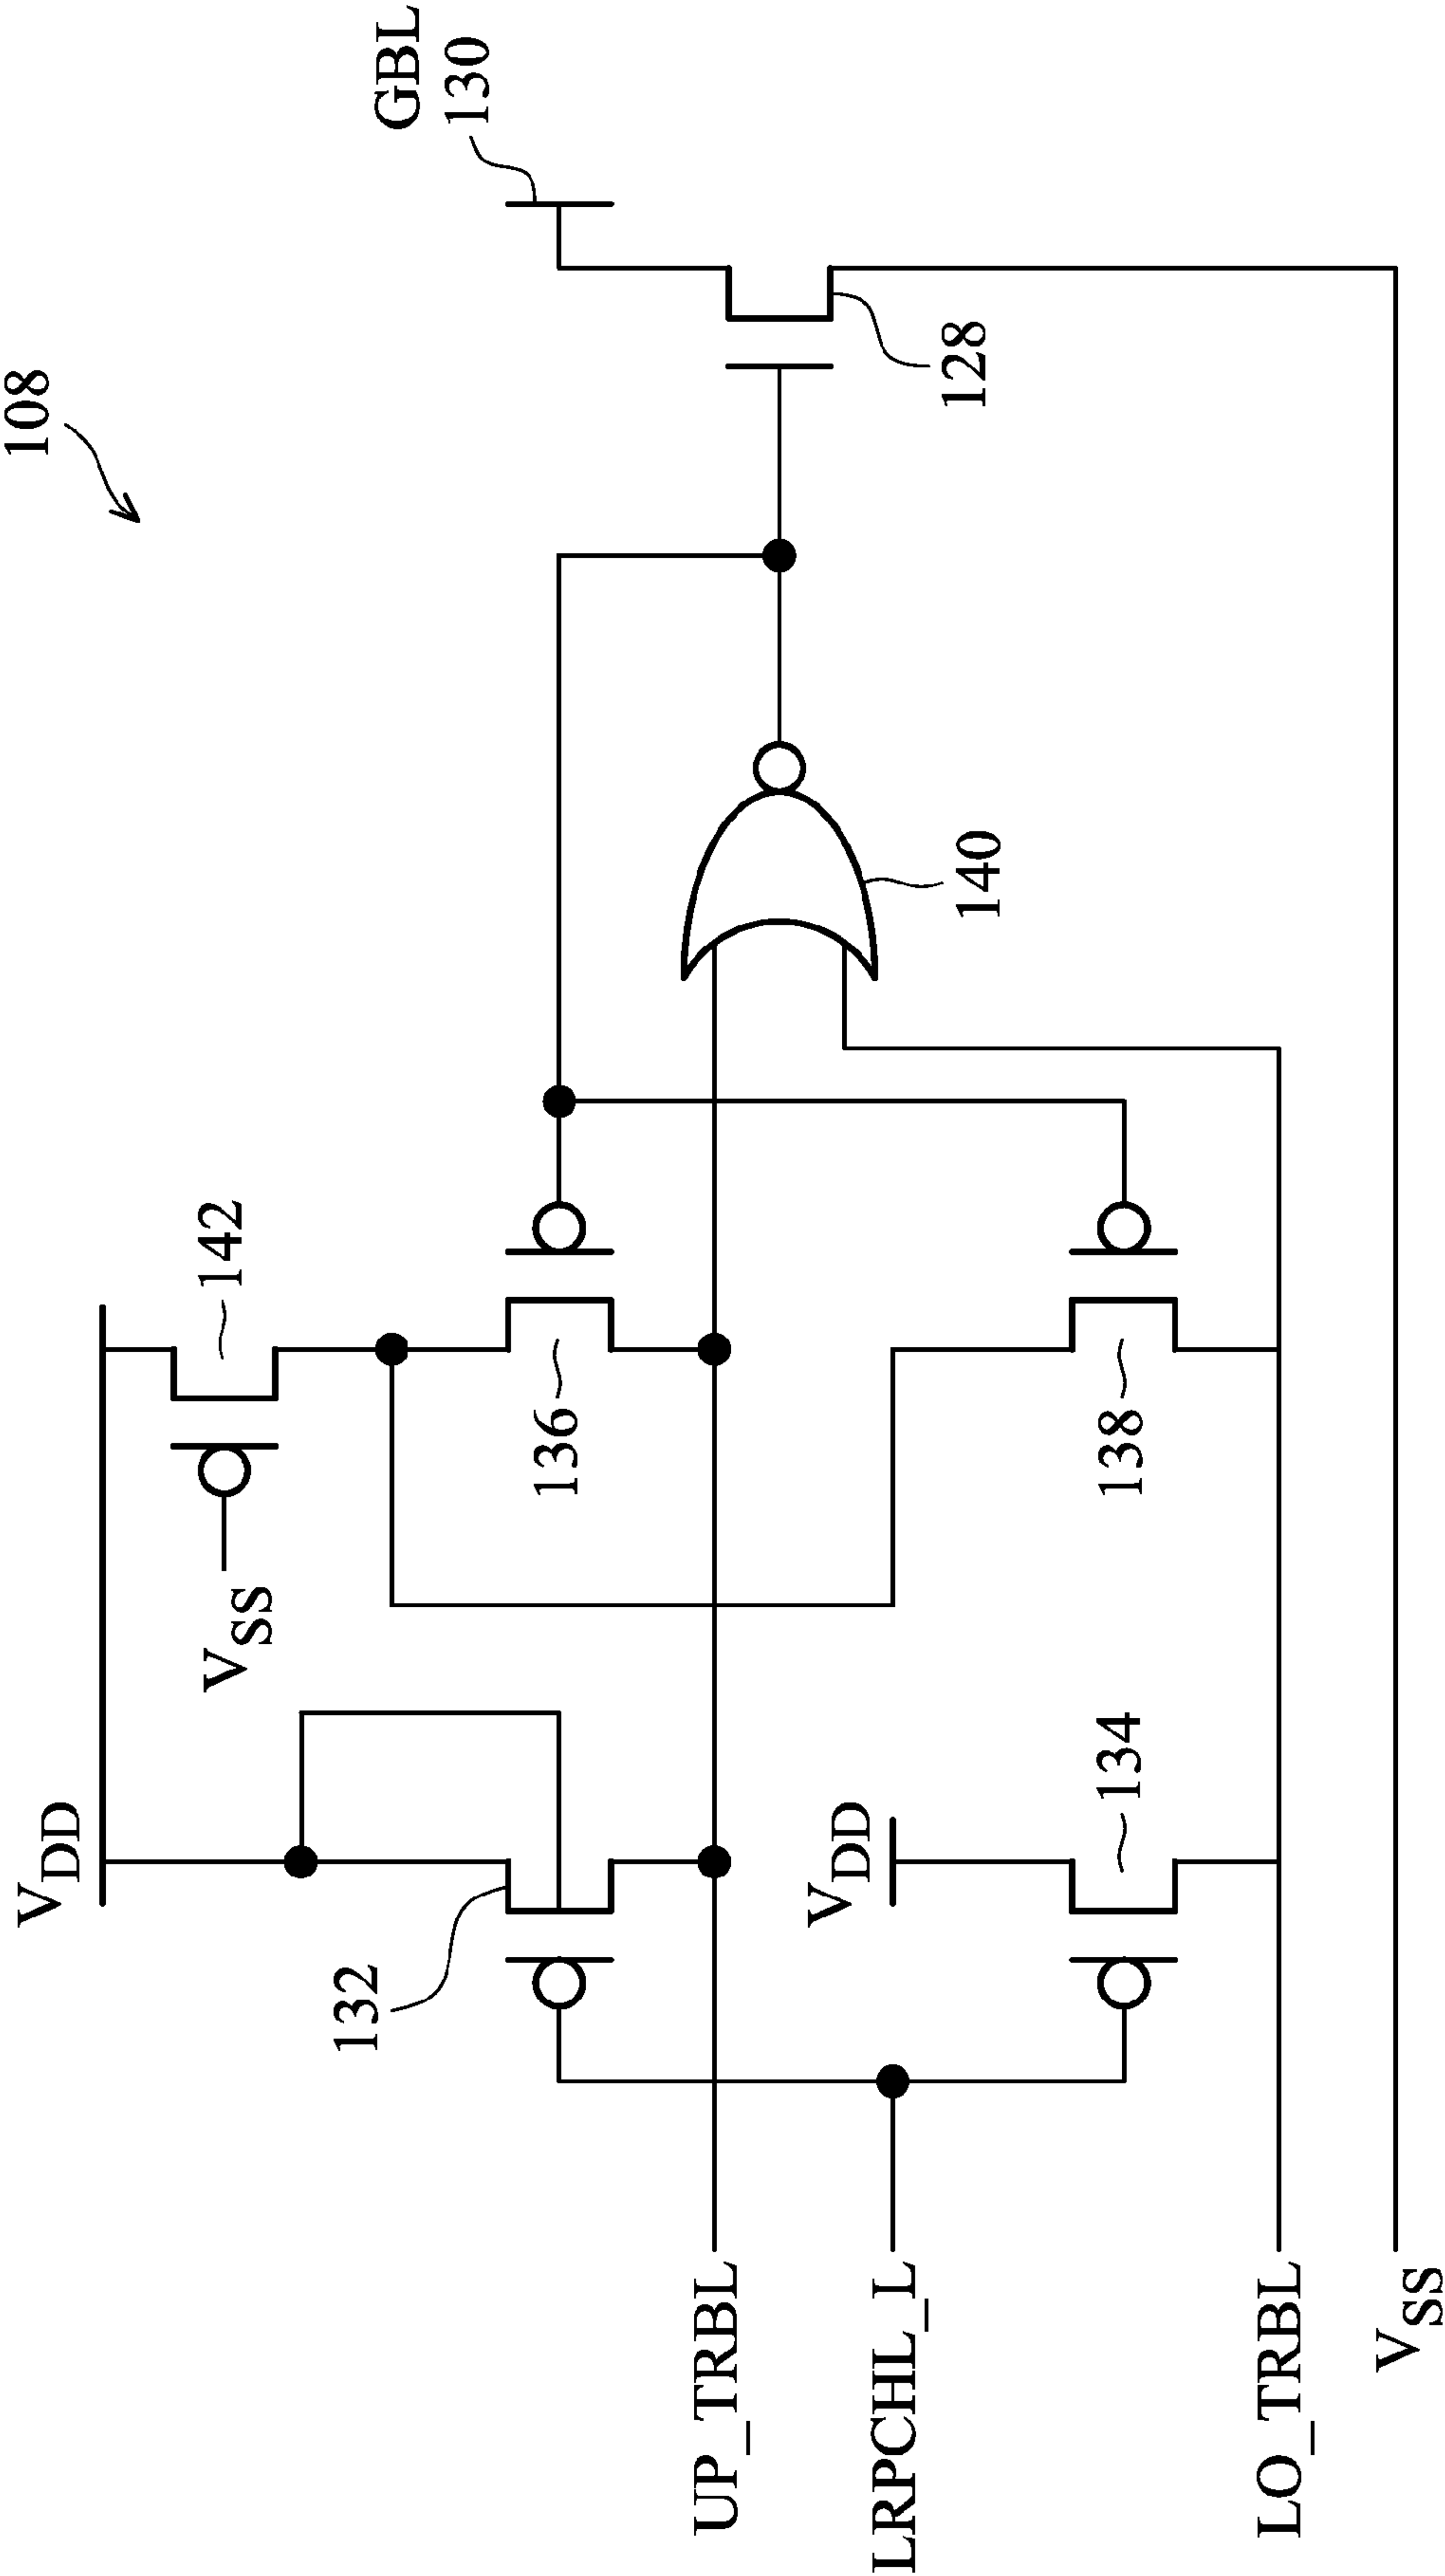 108
GBL
130
128
140
142
VSS
136
138
VDD
132
VDD
134
UP_TRBL
LRPCHL_L
LO_TRBL
VSS